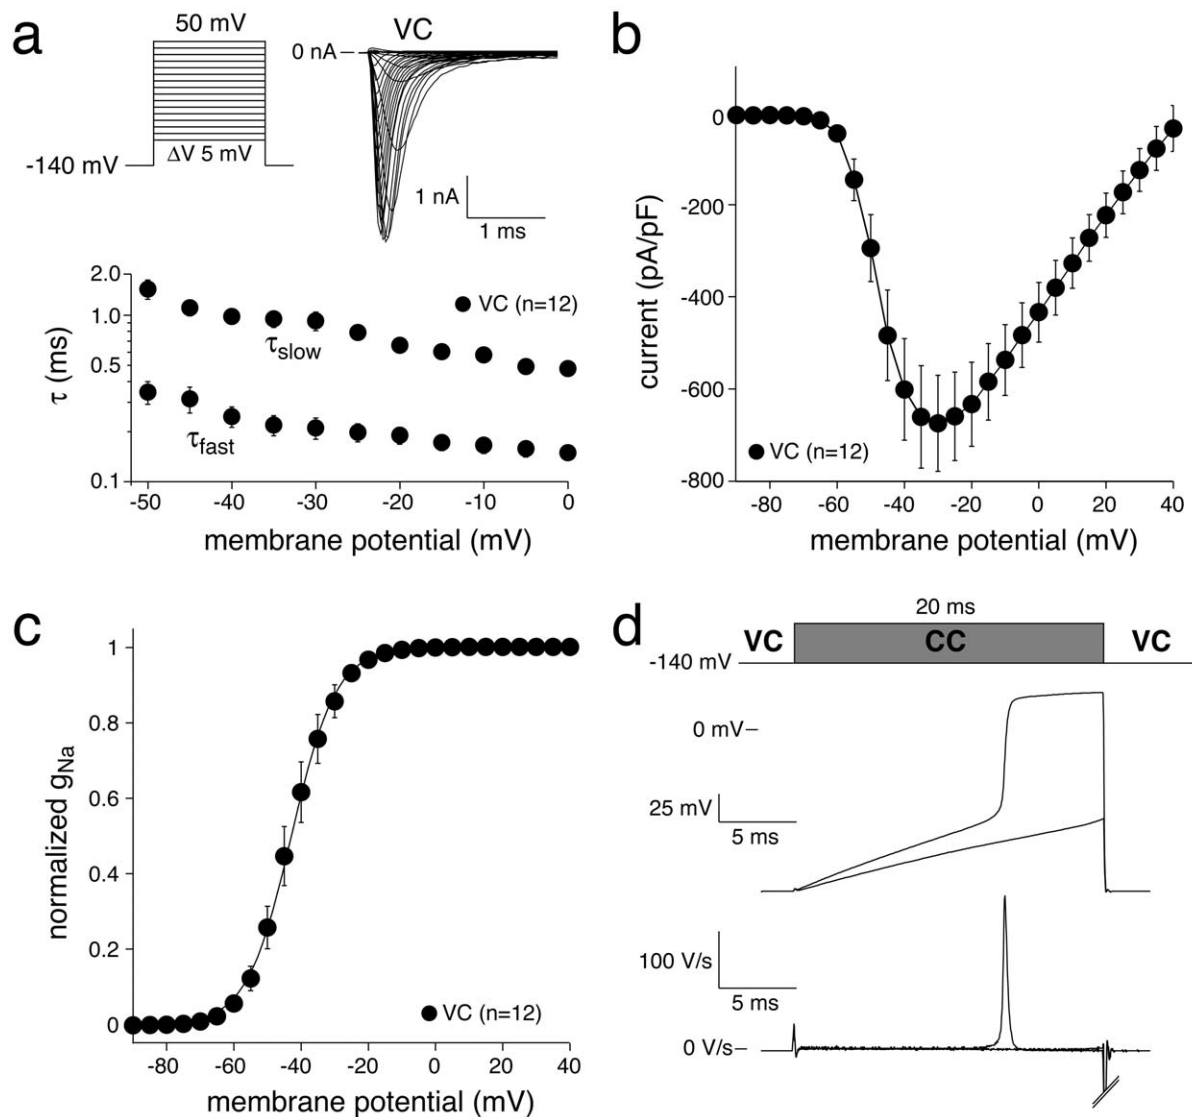 a
50 mV
-140 mV
ΔV 5 mV
VC
0 nA
1 nA
1 ms
2.0
1.0
0.5
0.1
τ (ms)
VC (n=12)
τslow
τfast
-50 -40 -30 -20 -10 0
membrane potential (mV)
b
0
-200
-400
-600
-800
current (pA/pF)
VC (n=12)
-80 -60 -40 -20 0 20 40
membrane potential (mV)
c
1
0.8
0.6
0.4
0.2
0
normalized gNa
VC (n=12)
-80 -60 -40 -20 0 20 40
membrane potential (mV)
d
20 ms
VC CC VC
-140 mV
0 mV
25 mV
5 ms
100 V/s
5 ms
0 V/s